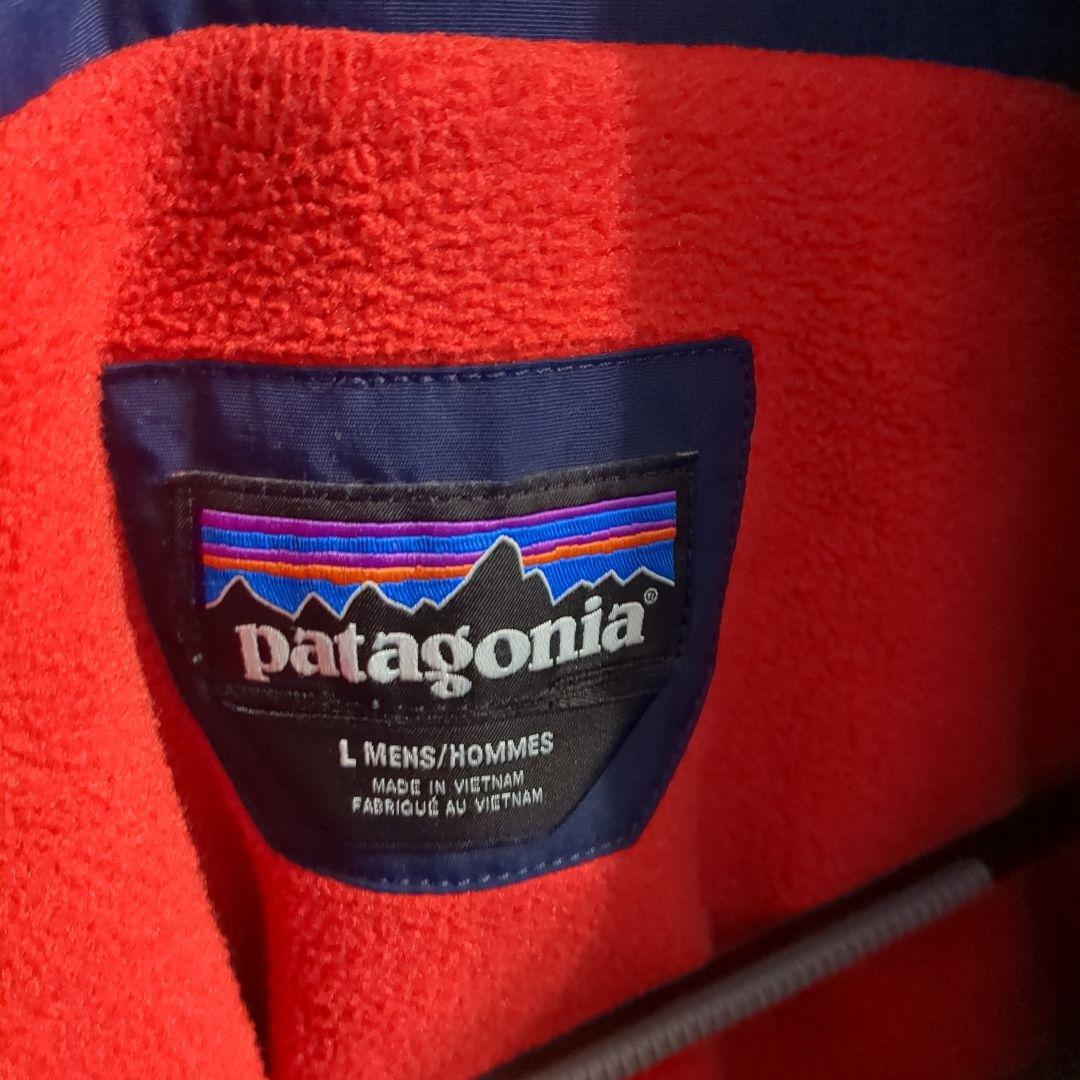 patagonia®
L MENS/HOMMES
MADE IN VIETNAM
FABRIQUÉ AU VIETNAM